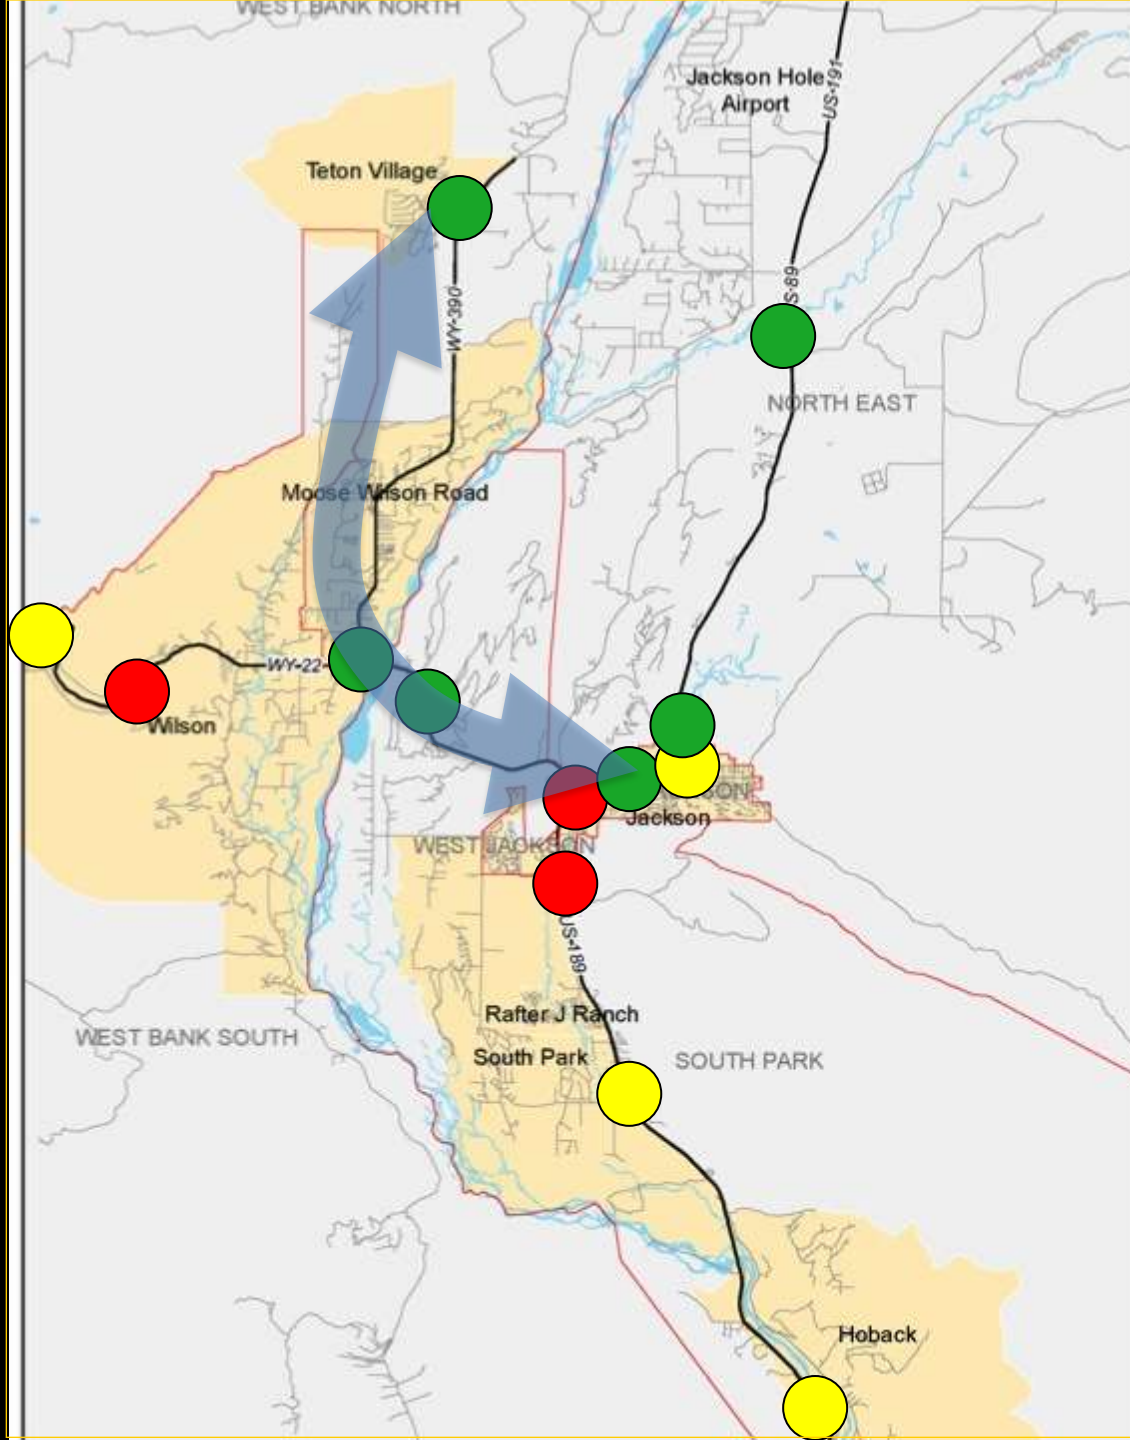 WEST BANK NORTH
Jackson Hole
Airport
US-191
Teton Village
WY-390
S-89
NORTH EAST
Moose Wilson Road
WY-22
Wilson
Jackson
WEST JACKSON
US-189
Rafter J Ranch
South Park
WEST BANK SOUTH
SOUTH PARK
Hoback